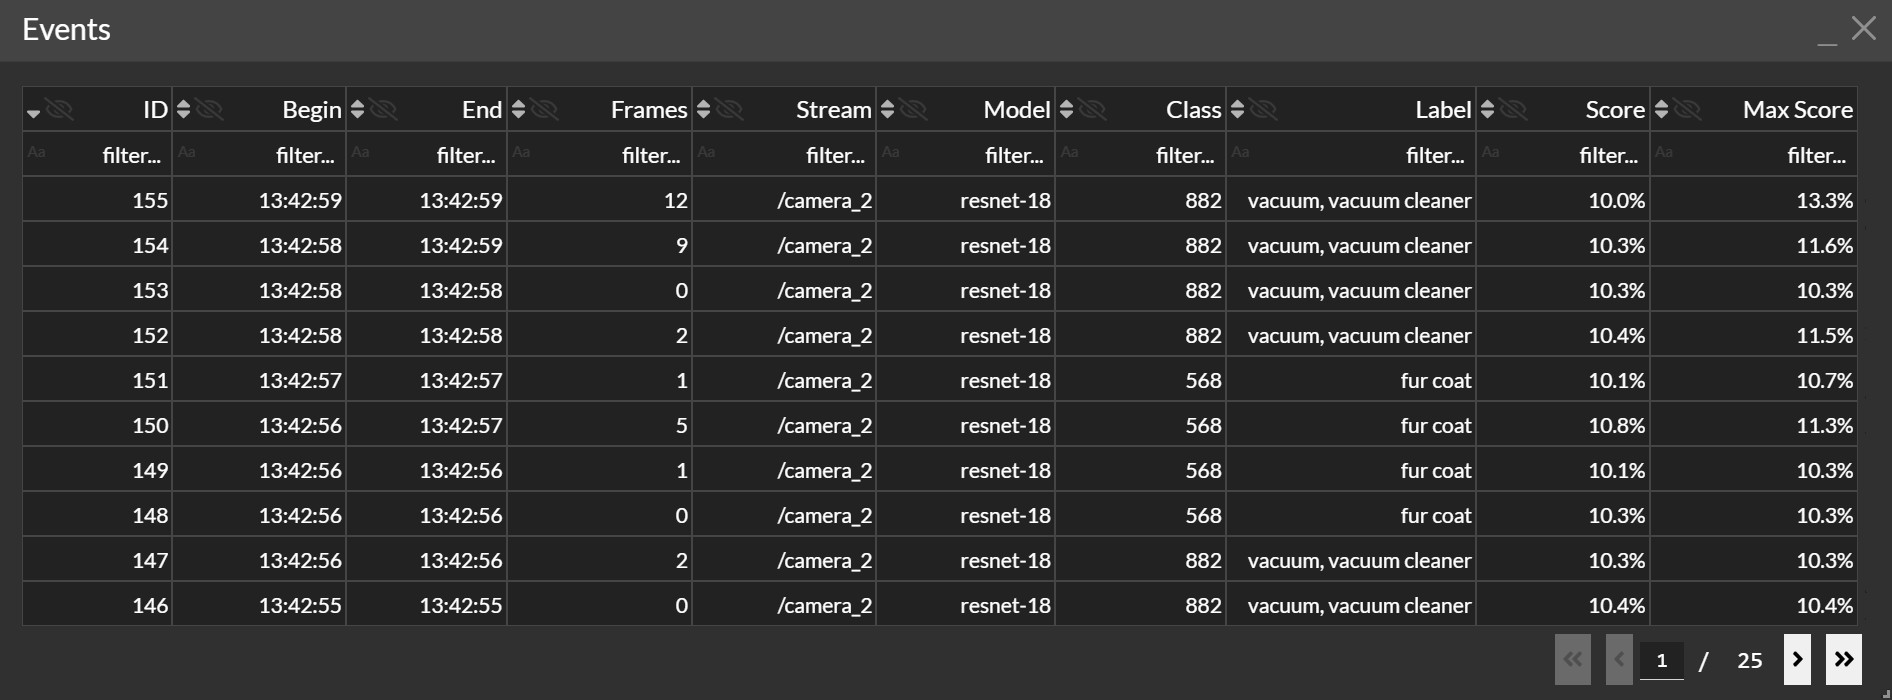 Events
ID Begin End Frames Stream Model Class Label Score Max Score
Aa filter... Aa filter... Aa filter... Aa filter... Aa filter... Aa filter... Aa filter... Aa filter... Aa filter... Aa filter...
155 13:42:59 13:42:59 12 /camera_2 resnet-18 882 vacuum, vacuum cleaner 10.0% 13.3%
154 13:42:58 13:42:59 9 /camera_2 resnet-18 882 vacuum, vacuum cleaner 10.3% 11.6%
153 13:42:58 13:42:58 0 /camera_2 resnet-18 882 vacuum, vacuum cleaner 10.3% 10.3%
152 13:42:58 13:42:58 2 /camera_2 resnet-18 882 vacuum, vacuum cleaner 10.4% 11.5%
151 13:42:57 13:42:57 1 /camera_2 resnet-18 568 fur coat 10.1% 10.7%
150 13:42:56 13:42:57 5 /camera_2 resnet-18 568 fur coat 10.8% 11.3%
149 13:42:56 13:42:56 1 /camera_2 resnet-18 568 fur coat 10.1% 10.3%
148 13:42:56 13:42:56 0 /camera_2 resnet-18 568 fur coat 10.3% 10.3%
147 13:42:56 13:42:56 2 /camera_2 resnet-18 882 vacuum, vacuum cleaner 10.3% 10.3%
146 13:42:55 13:42:55 0 /camera_2 resnet-18 882 vacuum, vacuum cleaner 10.4% 10.4%
1 / 25